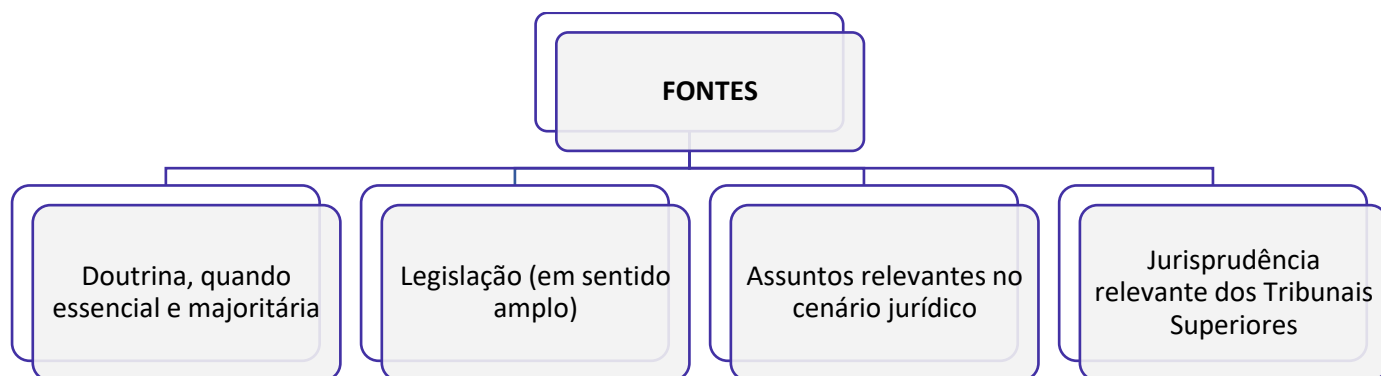 FONTES
Doutrina, quando
essencial e majoritária
Legislação (em sentido
amplo)
Assuntos relevantes no
cenário jurídico
Jurisprudência
relevante dos Tribunais
Superiores